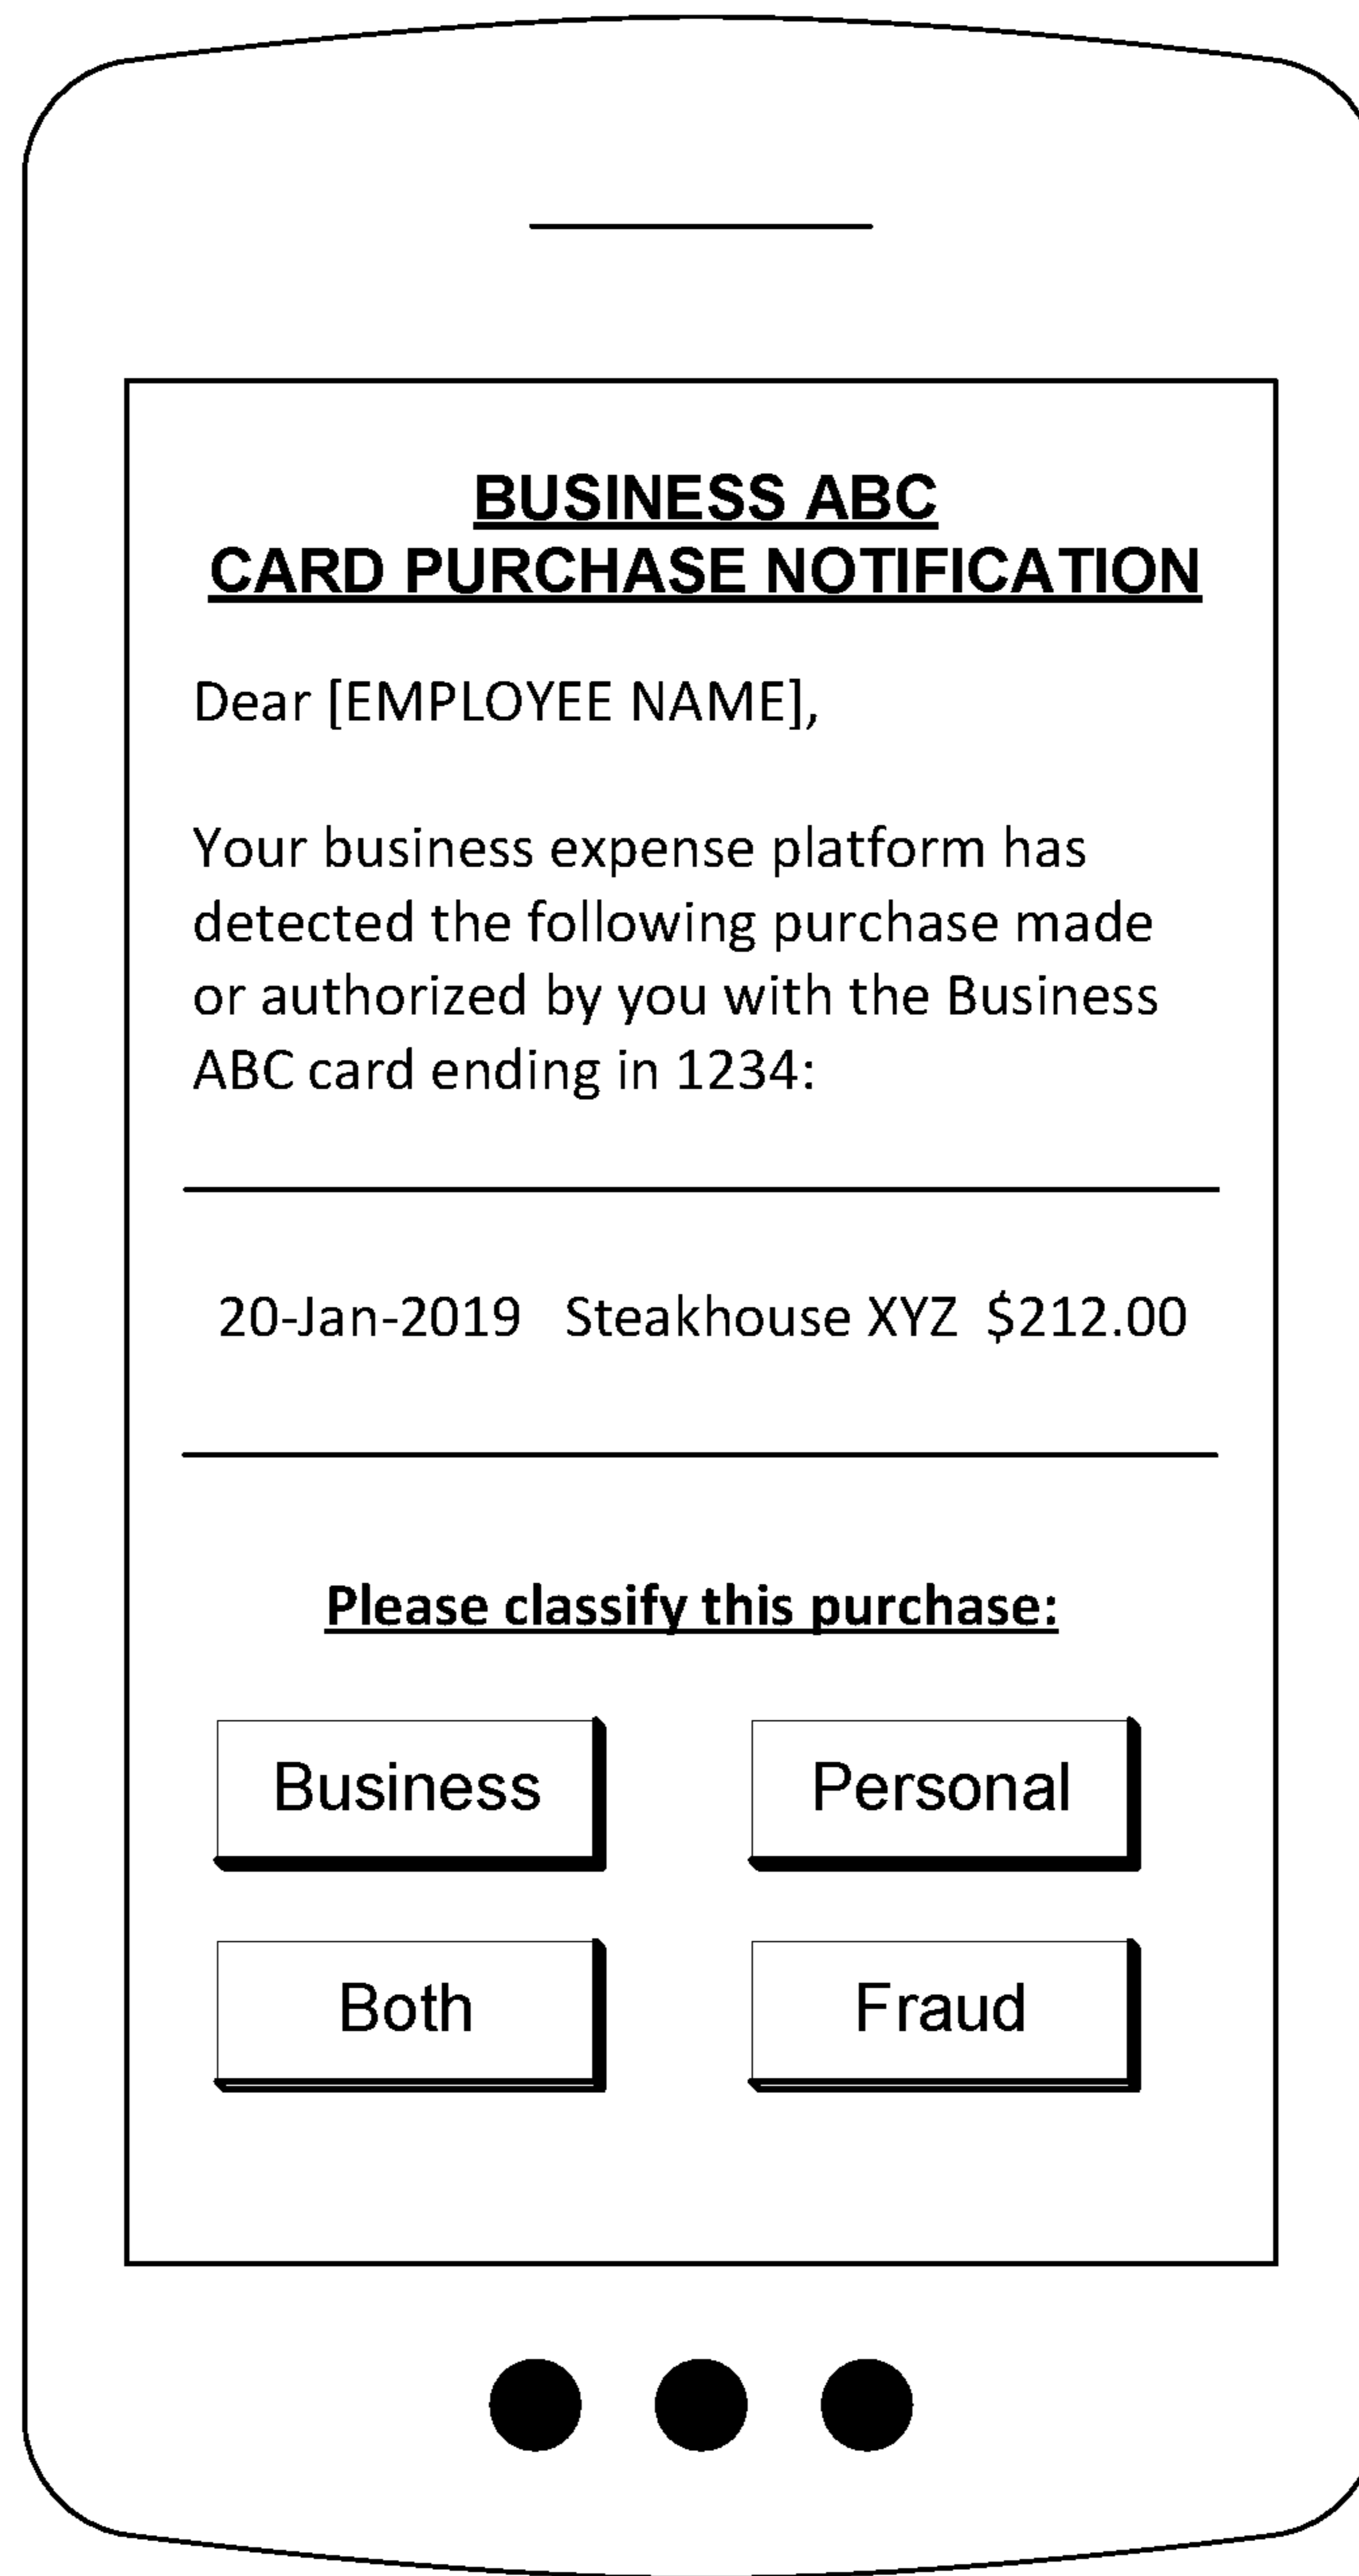 BUSINESS ABC
CARD PURCHASE NOTIFICATION
Dear [EMPLOYEE NAME],
Your business expense platform has
detected the following purchase made
or authorized by you with the Business
ABC card ending in 1234:
20-Jan-2019 Steakhouse XYZ $212.00
Please classify this purchase:
Business Personal
Both Fraud